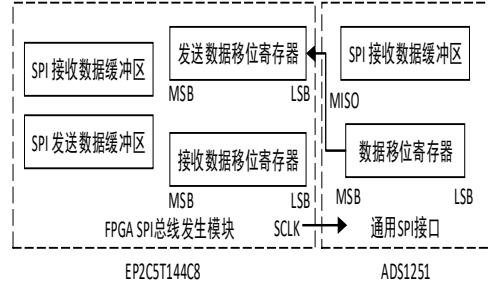 发送数据移位寄存器
SPI 接收数据缓冲区
SPI 接收数据缓冲区
MSB
LSB
MISO
SPI 发送数据缓冲区
接收数据移位寄存器
数据移位寄存器
MSB
LSB
MSB
LSB
FPGA SPI总线发生模块
SCLK
通用SPI接口
EP2C5T144C8
ADS1251